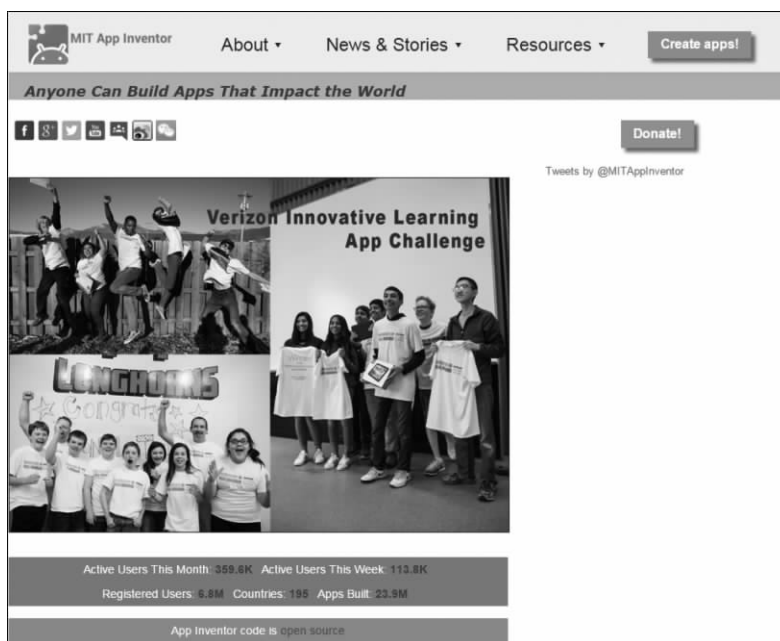 MIT App Inventor
About ▾ News & Stories ▾ Resources ▾ Create apps!
Anyone Can Build Apps That Impact the World
Donate!
Tweets by @MITAppInventor
Verizon Innovative Learning
App Challenge
LONGHORNS
Congrats
Active Users This Month: 359.6K Active Users This Week: 113.8K
Registered Users: 6.8M Countries: 195 Apps Built: 23.9M
App Inventor code is open source